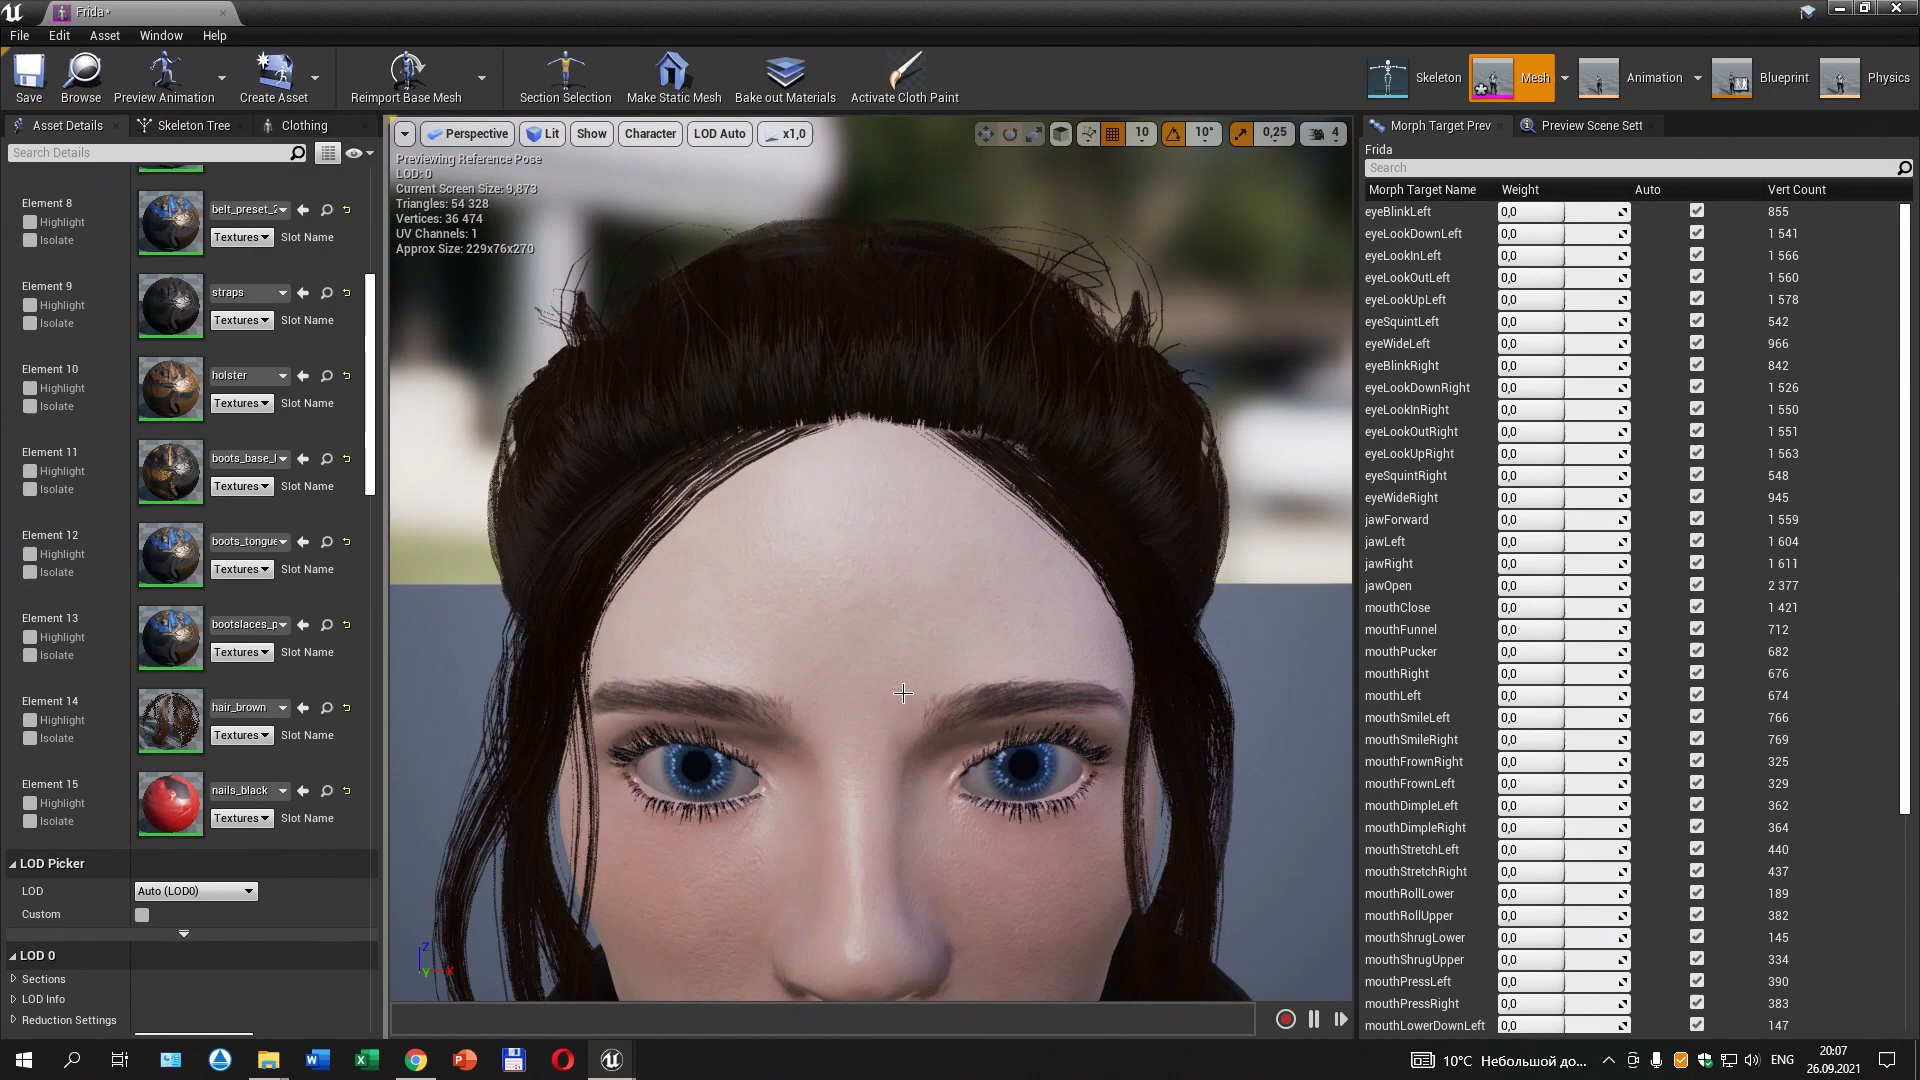 Frida*
File Edit Asset Window Help
Save Browse Preview Animation Create Asset Reimport Base Mesh Section Selection Make Static Mesh Bake out Materials Activate Cloth Paint
Skeleton Mesh Animation Blueprint Physics
Asset Details Skeleton Tree Clothing
Search Details
Element 8 belt_preset_2
Highlight
Isolate Textures Slot Name
Element 9 straps
Highlight
Isolate Textures Slot Name
Element 10 holster
Highlight
Isolate Textures Slot Name
Element 11 boots_base_l
Highlight
Isolate Textures Slot Name
Element 12 boots_tongue
Highlight
Isolate Textures Slot Name
Element 13 bootslaces_p
Highlight
Isolate Textures Slot Name
Element 14 hair_brown
Highlight
Isolate Textures Slot Name
Element 15 nails_black
Highlight
Isolate Textures Slot Name
LOD Picker
LOD Auto (LOD0)
Custom
LOD 0
Sections
LOD Info
Reduction Settings
Perspective Lit Show Character LOD Auto x1,0 10 10° 0,25 4
Previewing Reference Pose
LOD: 0
Current Screen Size: 9,873
Triangles: 54 328
Vertices: 36 474
UV Channels: 1
Approx Size: 229x76x270
Z
Y X
Morph Target Prev Preview Scene Sett
Frida
Search
Morph Target Name Weight Auto Vert Count
eyeBlinkLeft 0,0 855
eyeLookDownLeft 0,0 1 541
eyeLookInLeft 0,0 1 566
eyeLookOutLeft 0,0 1 560
eyeLookUpLeft 0,0 1 578
eyeSquintLeft 0,0 542
eyeWideLeft 0,0 966
eyeBlinkRight 0,0 842
eyeLookDownRight 0,0 1 526
eyeLookInRight 0,0 1 550
eyeLookOutRight 0,0 1 551
eyeLookUpRight 0,0 1 563
eyeSquintRight 0,0 548
eyeWideRight 0,0 945
jawForward 0,0 1 559
jawLeft 0,0 1 604
jawRight 0,0 1 611
jawOpen 0,0 2 377
mouthClose 0,0 1 421
mouthFunnel 0,0 712
mouthPucker 0,0 682
mouthRight 0,0 676
mouthLeft 0,0 674
mouthSmileLeft 0,0 766
mouthSmileRight 0,0 769
mouthFrownRight 0,0 325
mouthFrownLeft 0,0 329
mouthDimpleLeft 0,0 362
mouthDimpleRight 0,0 364
mouthStretchLeft 0,0 440
mouthStretchRight 0,0 437
mouthRollLower 0,0 189
mouthRollUpper 0,0 382
mouthShrugLower 0,0 145
mouthShrugUpper 0,0 334
mouthPressLeft 0,0 390
mouthPressRight 0,0 383
mouthLowerDownLeft 0,0 147
10°C Небольшой до... ENG 20:07
26.09.2021